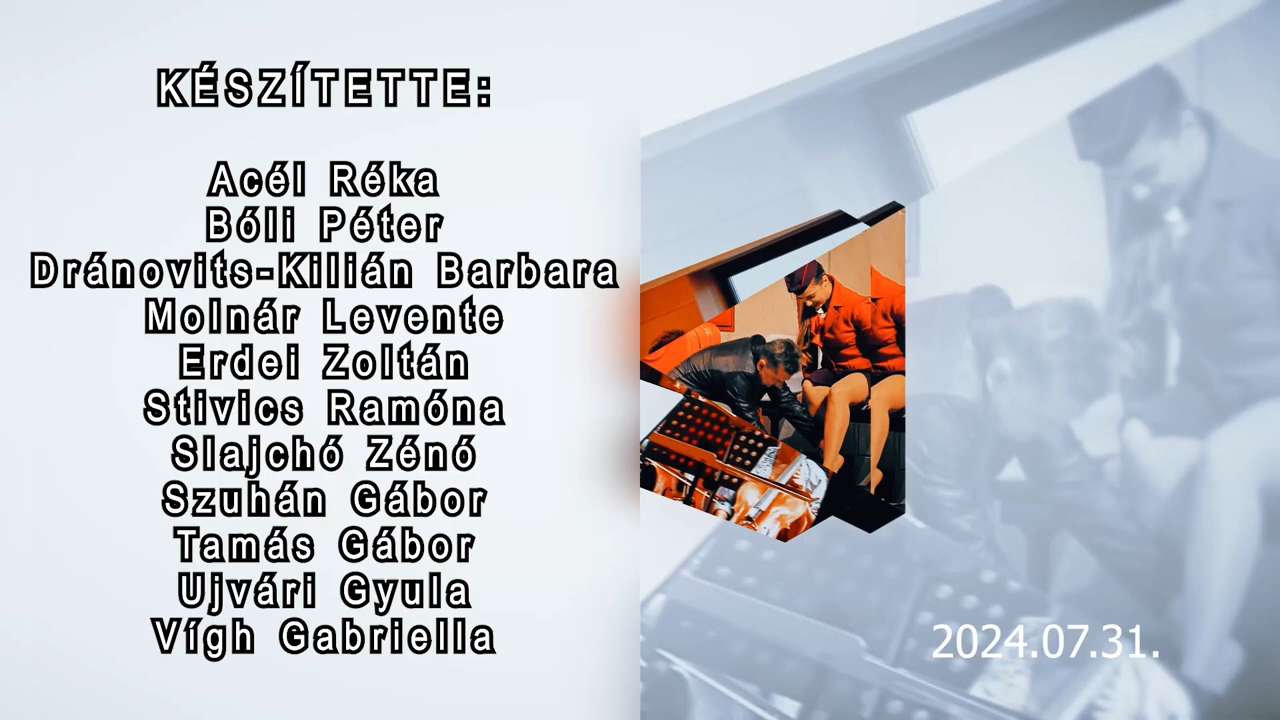 KÉSZÍTETTE:
Acél Réka
Bóli Péter
Dránovits-Kilián Barbara
Molnár Levente
Erdei Zoltán
Stivics Ramóna
Slajchó Zénó
Szuhán Gábor
Tamás Gábor
Ujvári Gyula
Vígh Gabriella
2024.07.31.